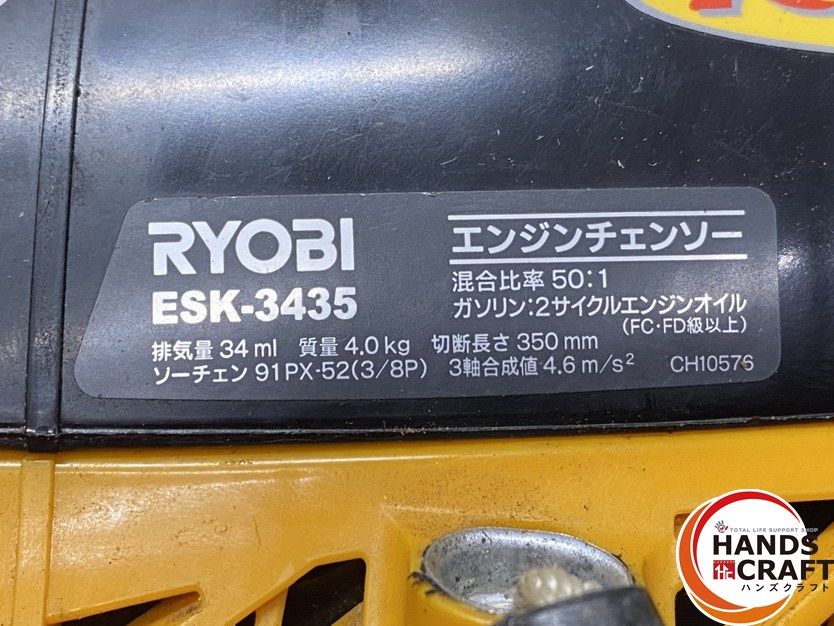 RYOBI
ESK-3435
エンジンチェンソー
混合比率 50:1
ガソリン:2サイクルエンジンオイル
(FC·FD級以上)
排気量 34 ml 質量 4.0 kg 切断長さ 350 mm
ソーチェン 91PX-52(3/8P) 3軸合成値 4.6 m/s² CH10576
TOTAL LIFE SUPPORT SHOP
HANDS
CRAFT
ハンズクラフト